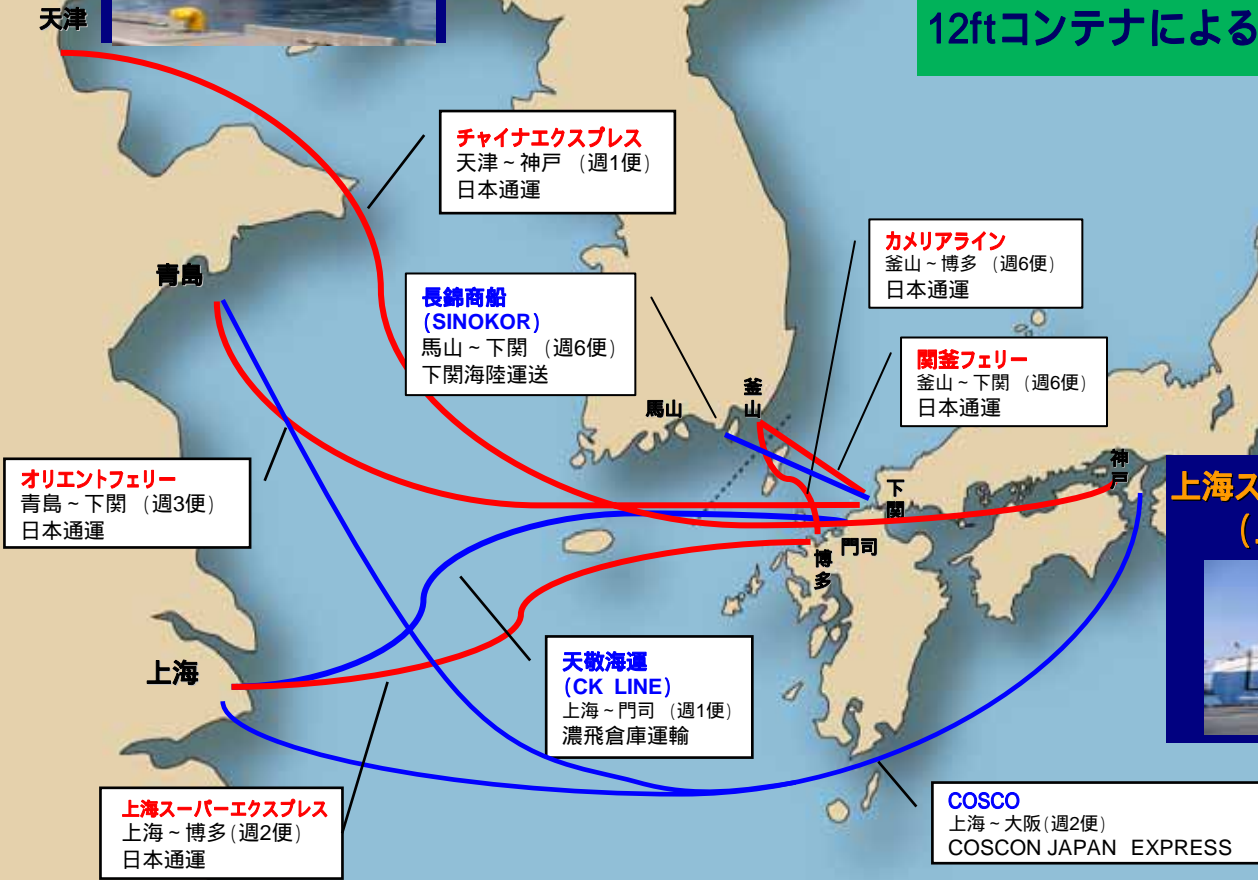 天津
12ftコンテナによる
チャイナエクスプレス
天津~神戸 (週1便)
日本通運
カメリアライン
釜山~博多 (週6便)
日本通運
青島
長錦商船
(SINOKOR)
馬山~下関 (週6便)
下関海陸運送
関釜フェリー
釜山~下関 (週6便)
日本通運
釜山
馬山
神戸
オリエントフェリー
青島~下関 (週3便)
日本通運
下関
上海ス
(
門司
博多
上海
天敬海運
(CK LINE)
上海~門司 (週1便)
濃飛倉庫運輸
上海スーパーエクスプレス
上海~博多(週2便)
日本通運
COSCO
上海~大阪(週2便)
COSCON JAPAN EXPRESS